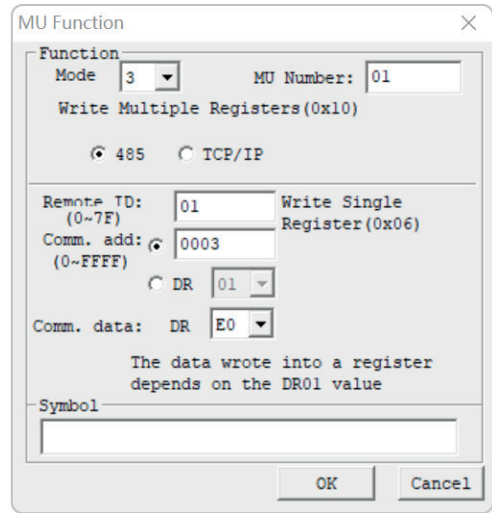 MU Function
Function
Mode 3 MU Number: 01
Write Multiple Registers(0x10)
485 TCP/IP
Remote ID: 01 Write Single
(0~7F) Register(0x06)
Comm. add: 0003
(0~FFFF)
DR 01
Comm. data: DR E0
The data wrote into a register
depends on the DR01 value
Symbol
OK Cancel